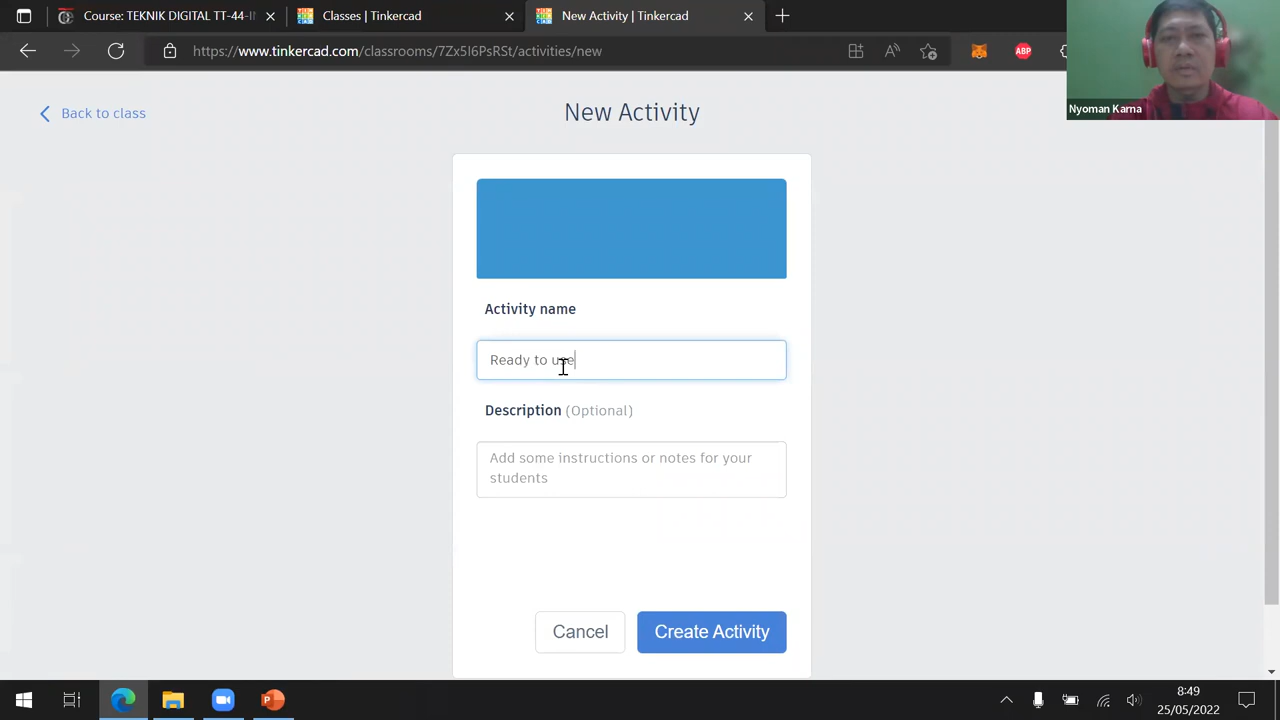 Course: TEKNIK DIGITAL TT-44-I
Classes | Tinkercad
New Activity | Tinkercad
https://www.tinkercad.com/classrooms/7Zx5I6PsRSt/activities/new
ABP
Nyoman Karna
Back to class
New Activity
Activity name
Ready to use
Description (Optional)
Add some instructions or notes for your
students
Cancel
Create Activity
8:49
25/05/2022